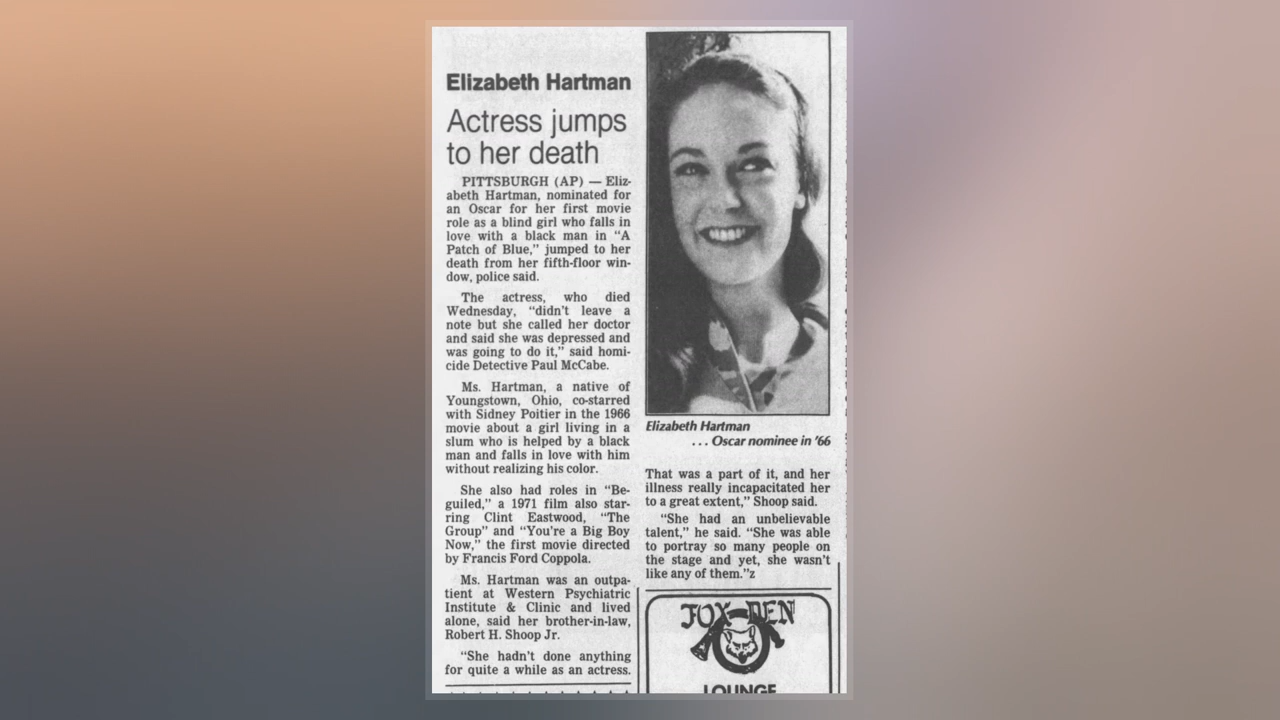 Elizabeth Hartman
Actress jumps
to her death
PITTSBURGH (AP) — Eliz-
abeth Hartman, nominated for
an Oscar for her first movie
role as a blind girl who falls in
love with a black man in “A
Patch of Blue,” jumped to her
death from her fifth-floor win-
dow, police said.
The actress, who died
Wednesday, “didn’t leave a
note but she called her doctor
and said she was depressed and
was going to do it,” said homi-
cide Detective Paul McCabe.
Ms. Hartman, a native of
Youngstown, Ohio, co-starred
with Sidney Poitier in the 1966
movie about a girl living in a
slum who is helped by a black
man and falls in love with him
without realizing his color.
She also had roles in “Be-
guiled,” a 1971 film also star-
ring Clint Eastwood, “The
Group” and “You’re a Big Boy
Now,” the first movie directed
by Francis Ford Coppola.
Ms. Hartman was an outpa-
tient at Western Psychiatric
Institute & Clinic and lived
alone, said her brother-in-law,
Robert H. Shoop Jr.
“She hadn’t done anything
for quite a while as an actress.
Elizabeth Hartman
. . . Oscar nominee in ’66
That was a part of it, and her
illness really incapacitated her
to a great extent,” Shoop said.
“She had an unbelievable
talent,” he said. “She was able
to portray so many people on
the stage and yet, she wasn’t
like any of them.”z
FOX DEN
LOUNGE